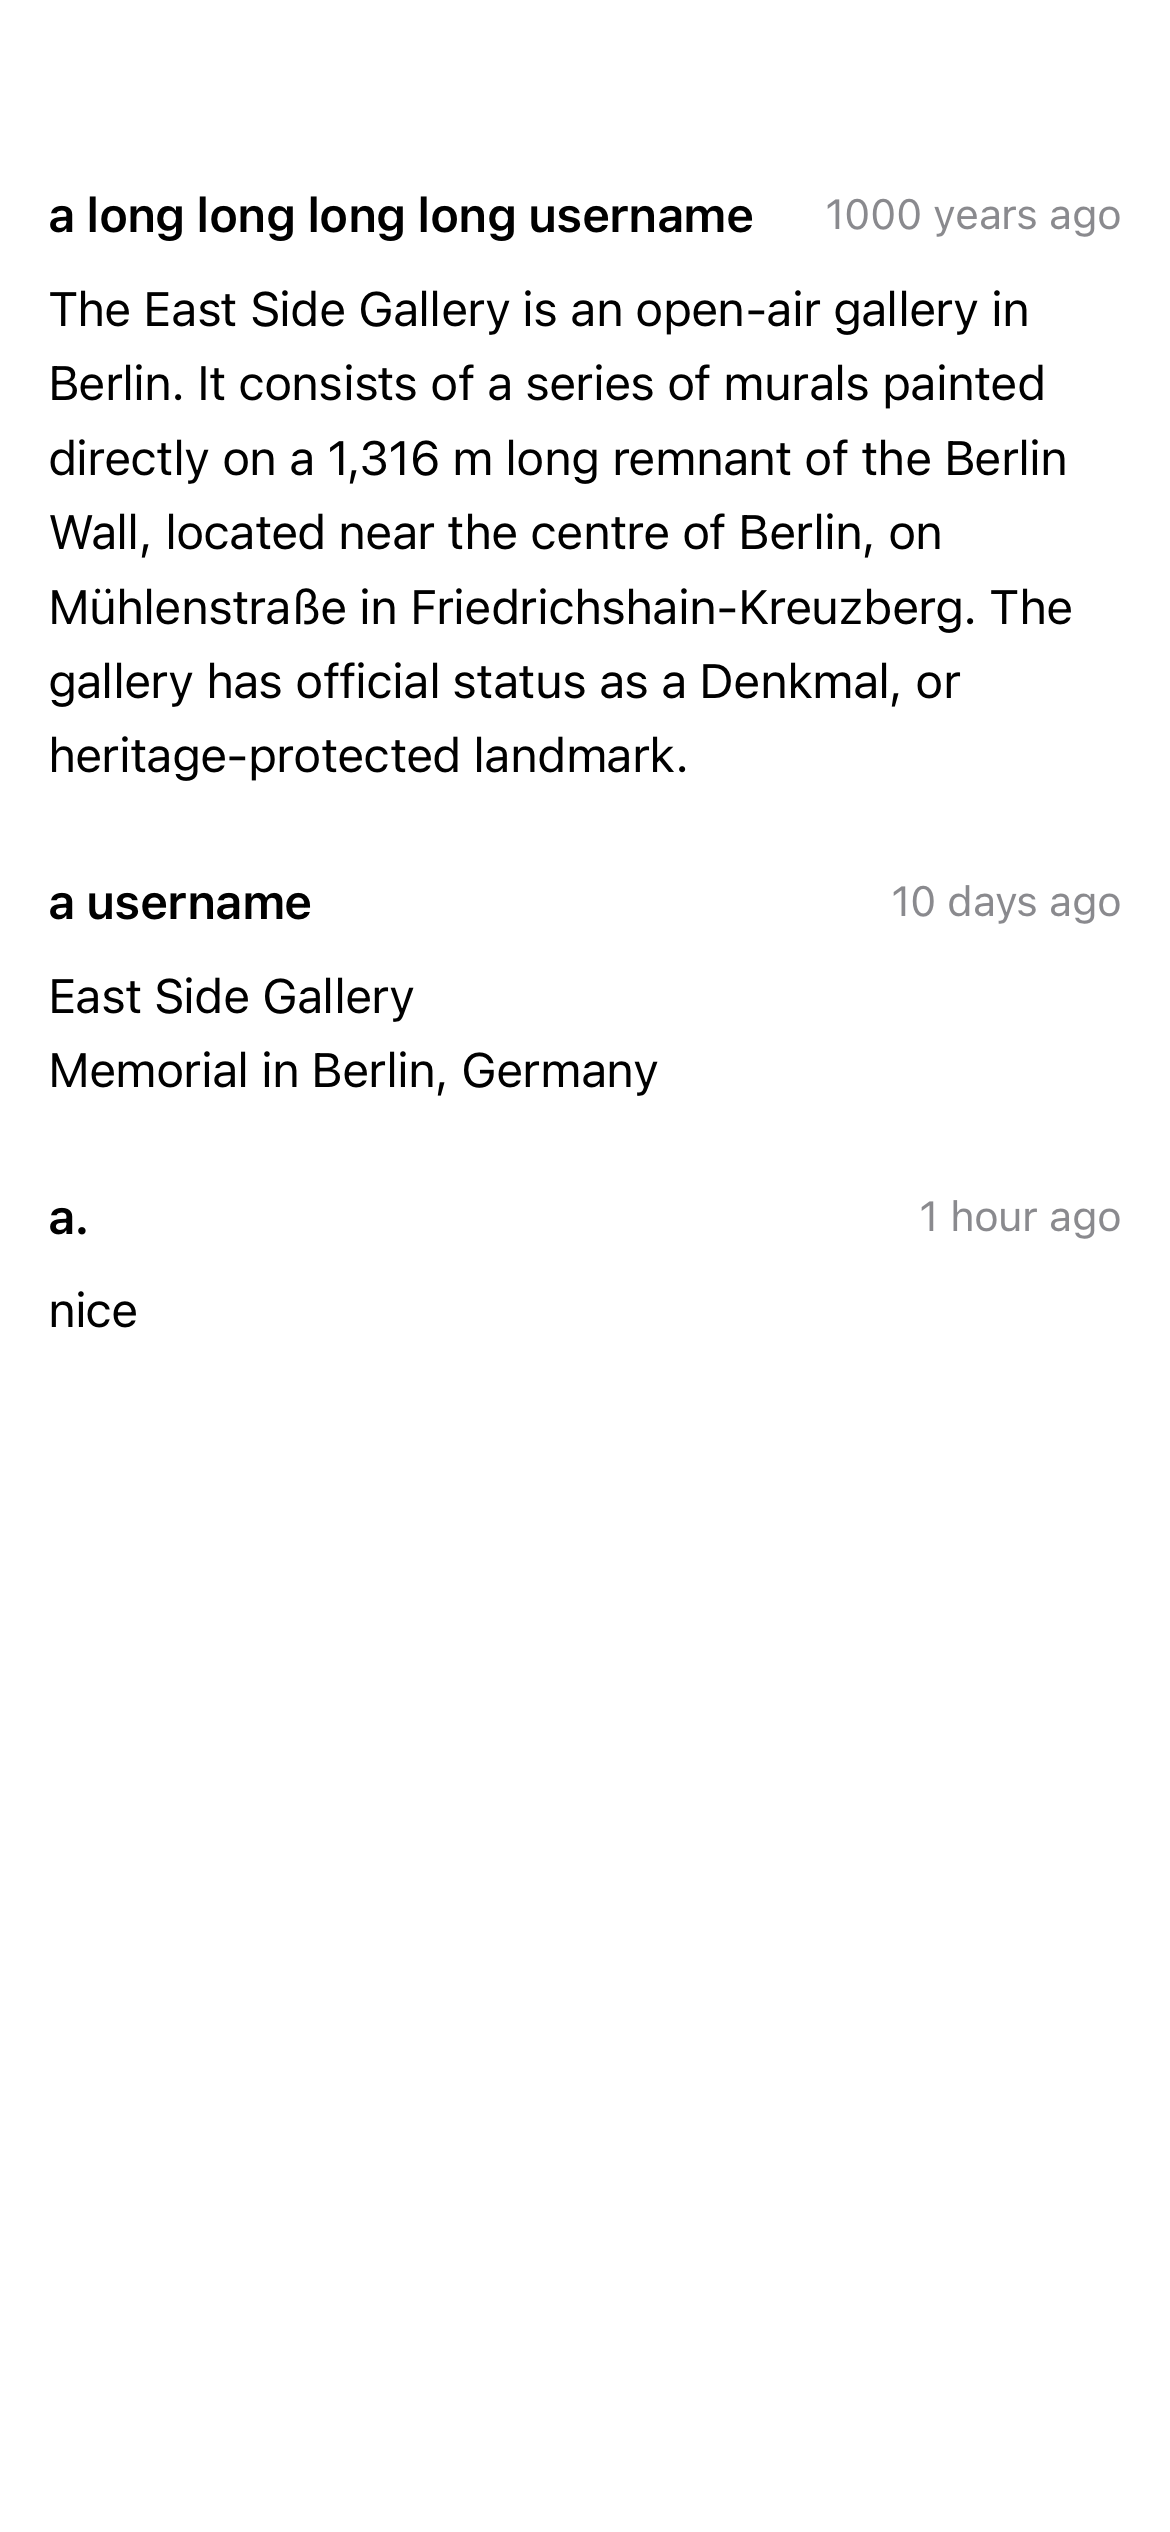 a long long long long username 1000 years ago
The East Side Gallery is an open-air gallery in
Berlin. It consists of a series of murals painted
directly on a 1,316 m long remnant of the Berlin
Wall, located near the centre of Berlin, on
Mühlenstraße in Friedrichshain-Kreuzberg. The
gallery has official status as a Denkmal, or
heritage-protected landmark.
a username 10 days ago
East Side Gallery
Memorial in Berlin, Germany
a. 1 hour ago
nice